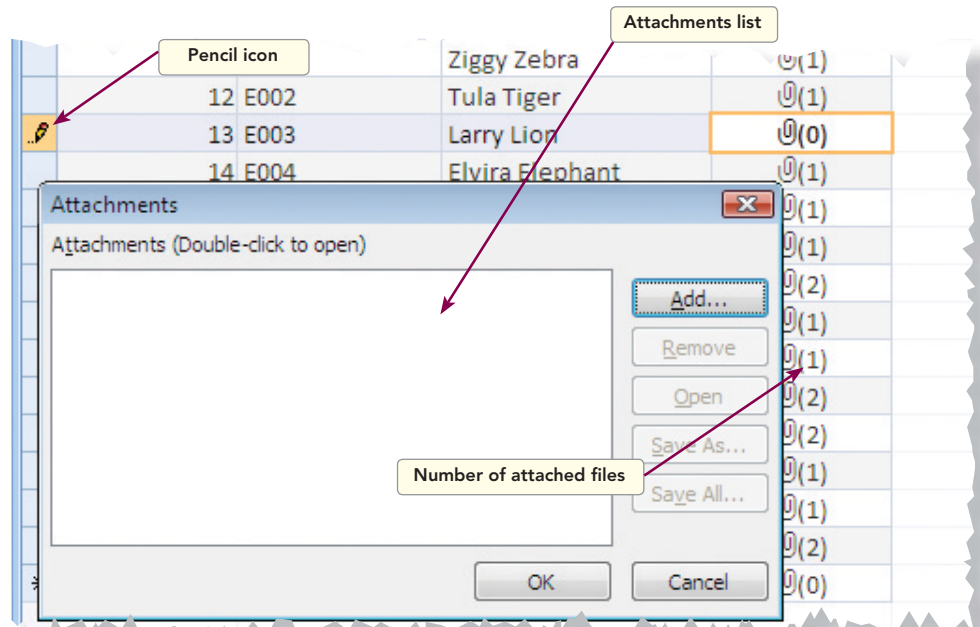 Attachments list
Pencil icon
Ziggy Zebra (1)
12 E002 Tula Tiger (1)
13 E003 Larry Lion (0)
14 E004 Elvira Elephant (1)
Attachments (1)
Attachments (Double-click to open) (1)
(2)
Add...
(1)
Remove (1)
Open (2)
Save As... (2)
Number of attached files (1)
Save All... (1)
(2)
OK Cancel (0)